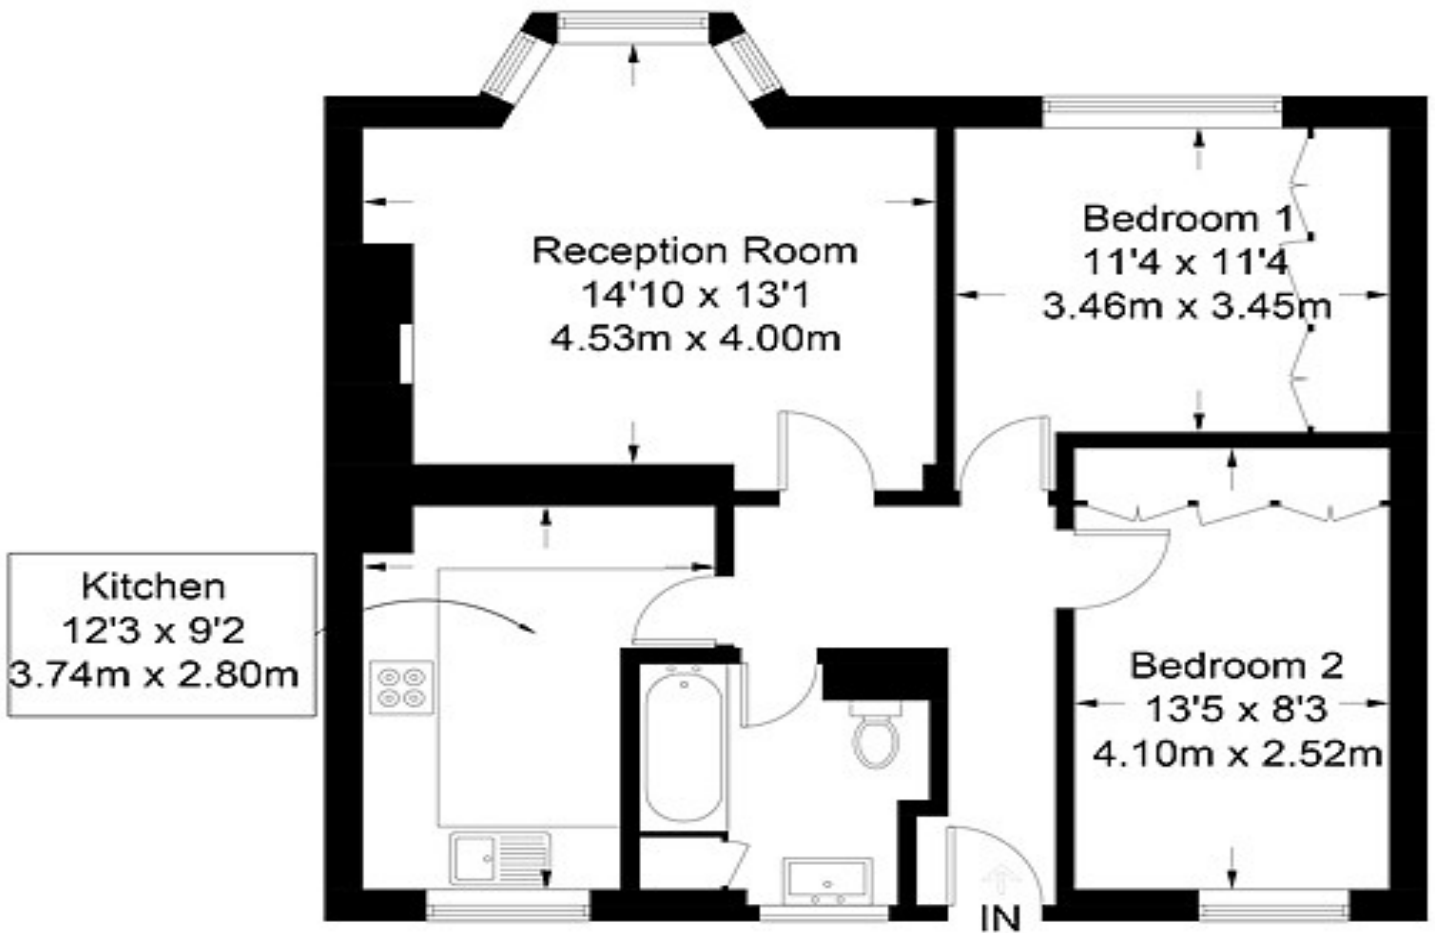 Reception Room
14'10 x 13'1
4.53m x 4.00m
Bedroom 1
11'4 x 11'4
3.46m x 3.45m
Kitchen
12'3 x 9'2
3.74m x 2.80m
Bedroom 2
13'5 x 8'3
4.10m x 2.52m
IN